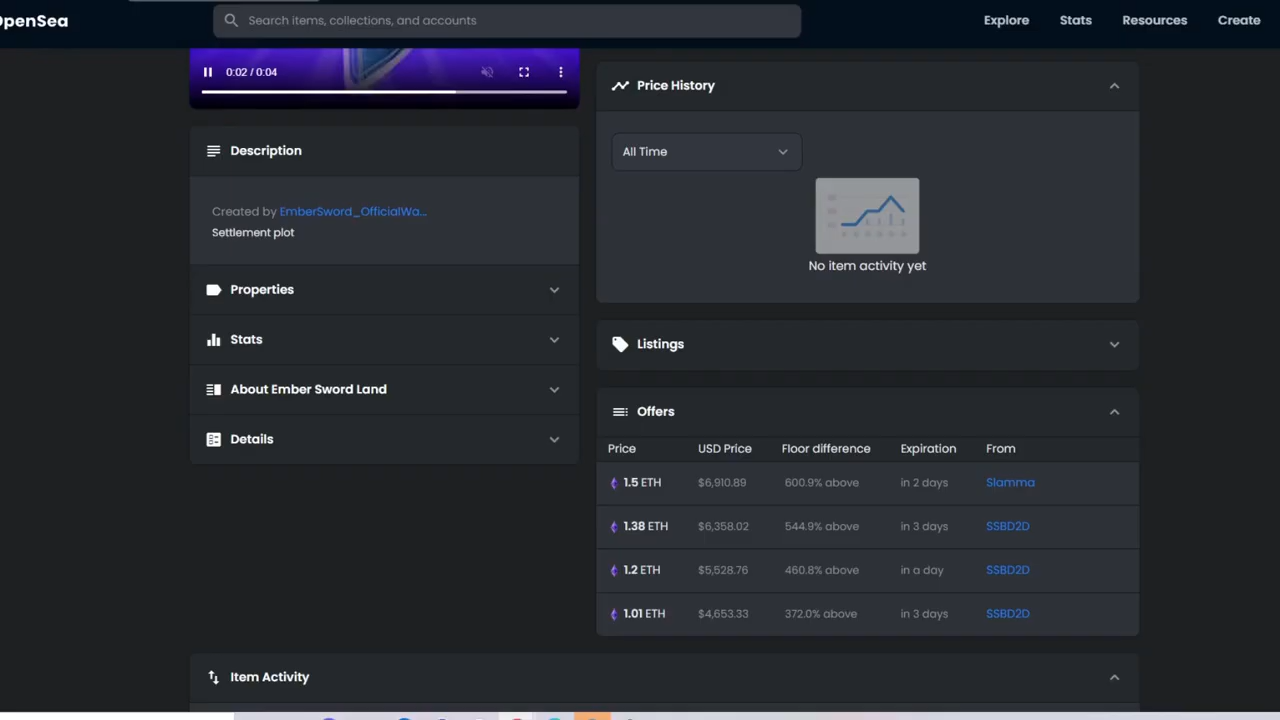 OpenSea
Search items, collections, and accounts
Explore
Stats
Resources
Create
0:02 / 0:04
Description
Created by EmberSword_OfficialWa...
Settlement plot
Properties
Stats
About Ember Sword Land
Details
Price History
All Time
No item activity yet
Listings
Offers
Price USD Price Floor difference Expiration From
1.5 ETH $6,910.89 600.9% above in 2 days Slamma
1.38 ETH $6,358.02 544.9% above in 3 days SSBD2D
1.2 ETH $5,528.76 460.8% above in a day SSBD2D
1.01 ETH $4,653.33 372.0% above in 3 days SSBD2D
Item Activity